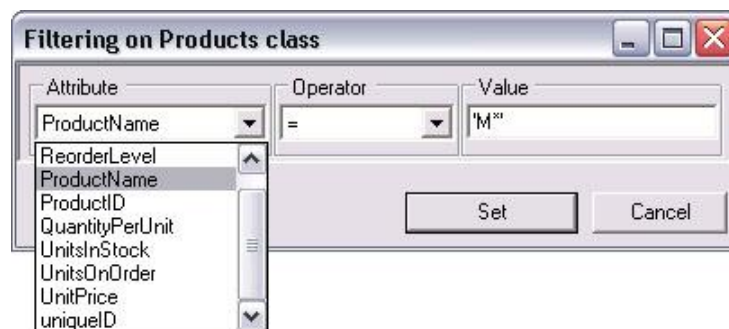 Filtering on Products class
Attribute
Operator
Value
ProductName
=
'M*'
ReorderLevel
ProductName
ProductID
QuantityPerUnit
UnitsInStock
UnitsOnOrder
UnitPrice
uniqueID
Set
Cancel